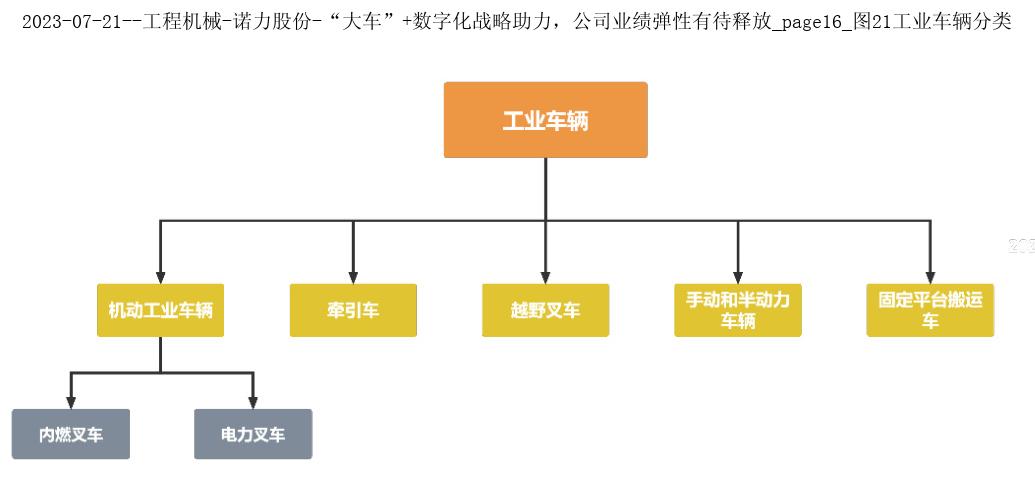 2023-07-21--工程机械-诺力股份-“大车”+数字化战略助力，公司业绩弹性有待释放_page16_图21工业车辆分类
工业车辆
机动工业车辆
牵引车
越野叉车
手动和半动力
车辆
固定平台搬运
车
内燃叉车
电力叉车